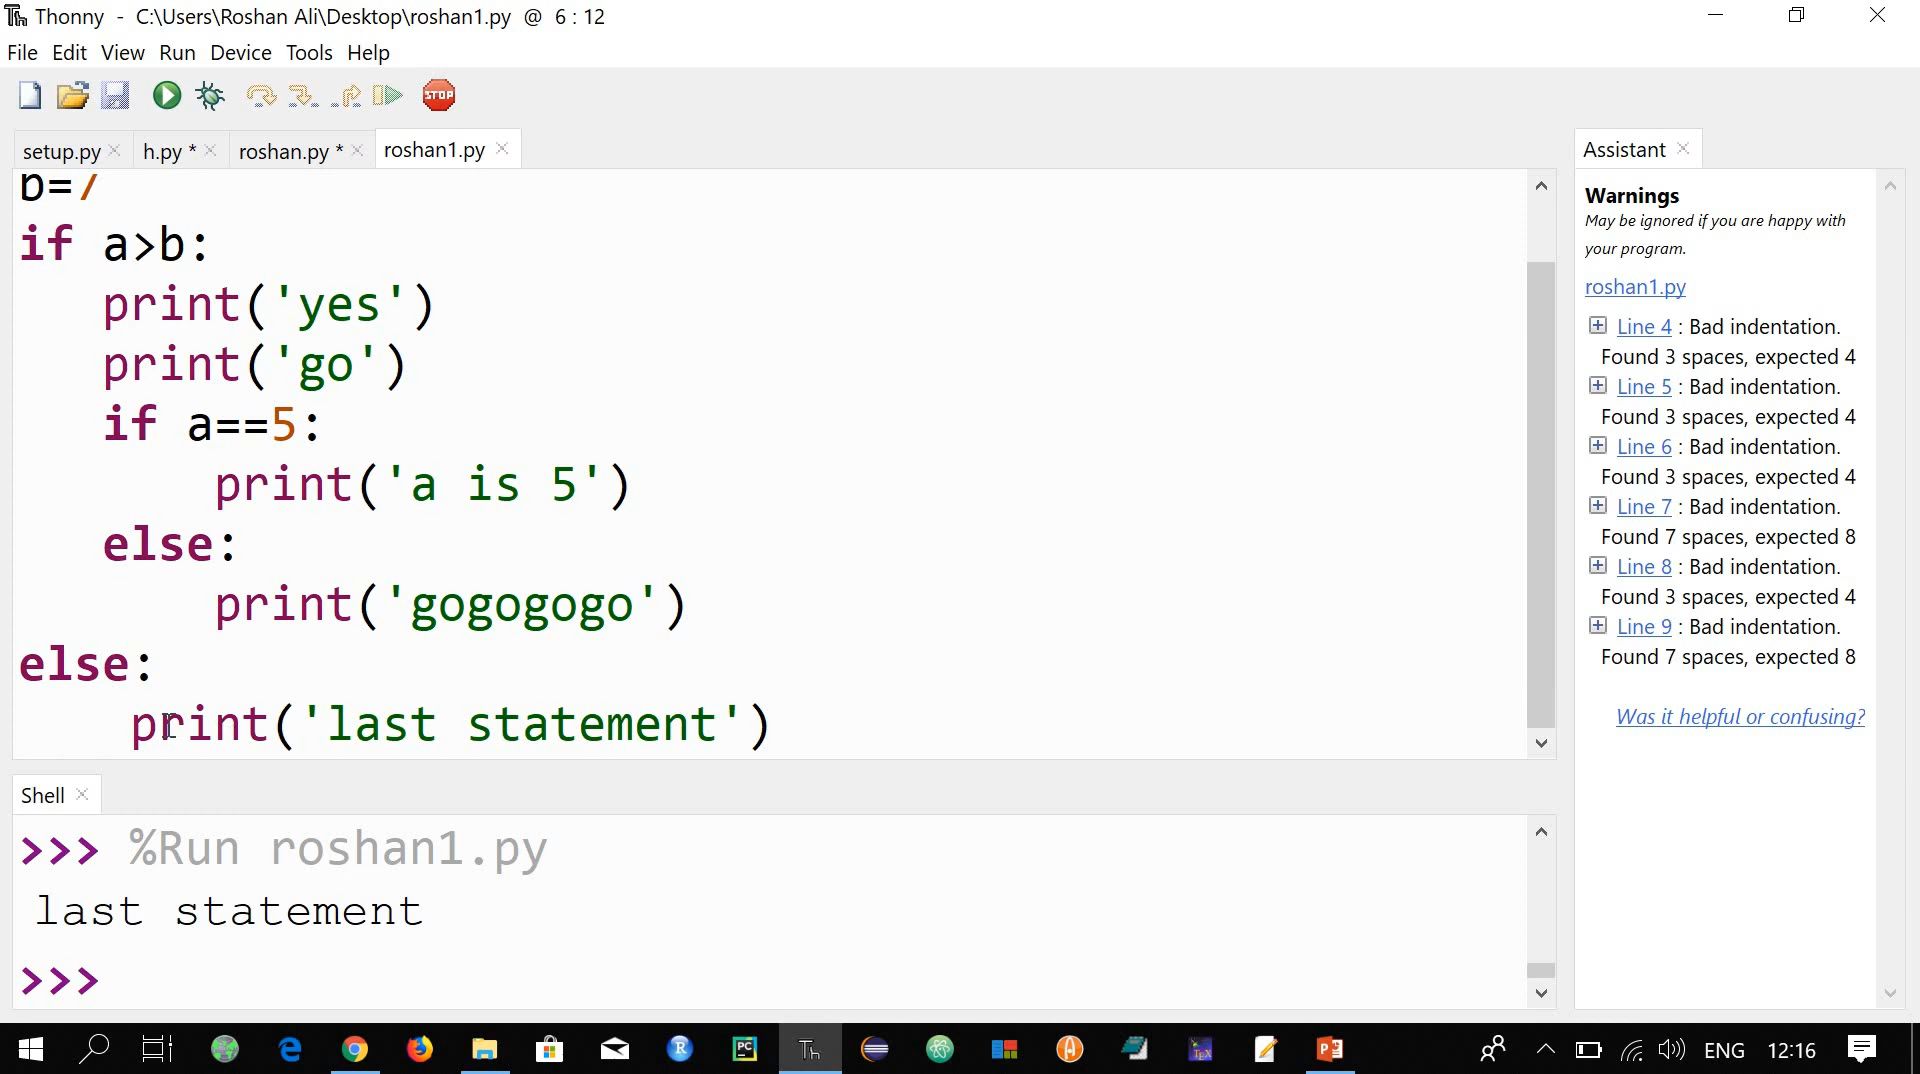 Thonny - C:\Users\Roshan Ali\Desktop\roshan1.py @ 6 : 12
File Edit View Run Device Tools Help
STOP
setup.py h.py * roshan.py * roshan1.py
b=7
if a>b:
print('yes')
print('go')
if a==5:
print('a is 5')
else:
print('gogogogo')
else:
print('last statement')
Shell
>>> %Run roshan1.py
last statement
>>>
Assistant
Warnings
May be ignored if you are happy with
your program.
roshan1.py
Line 4 : Bad indentation.
Found 3 spaces, expected 4
Line 5 : Bad indentation.
Found 3 spaces, expected 4
Line 6 : Bad indentation.
Found 3 spaces, expected 4
Line 7 : Bad indentation.
Found 7 spaces, expected 8
Line 8 : Bad indentation.
Found 3 spaces, expected 4
Line 9 : Bad indentation.
Found 7 spaces, expected 8
Was it helpful or confusing?
ENG 12:16